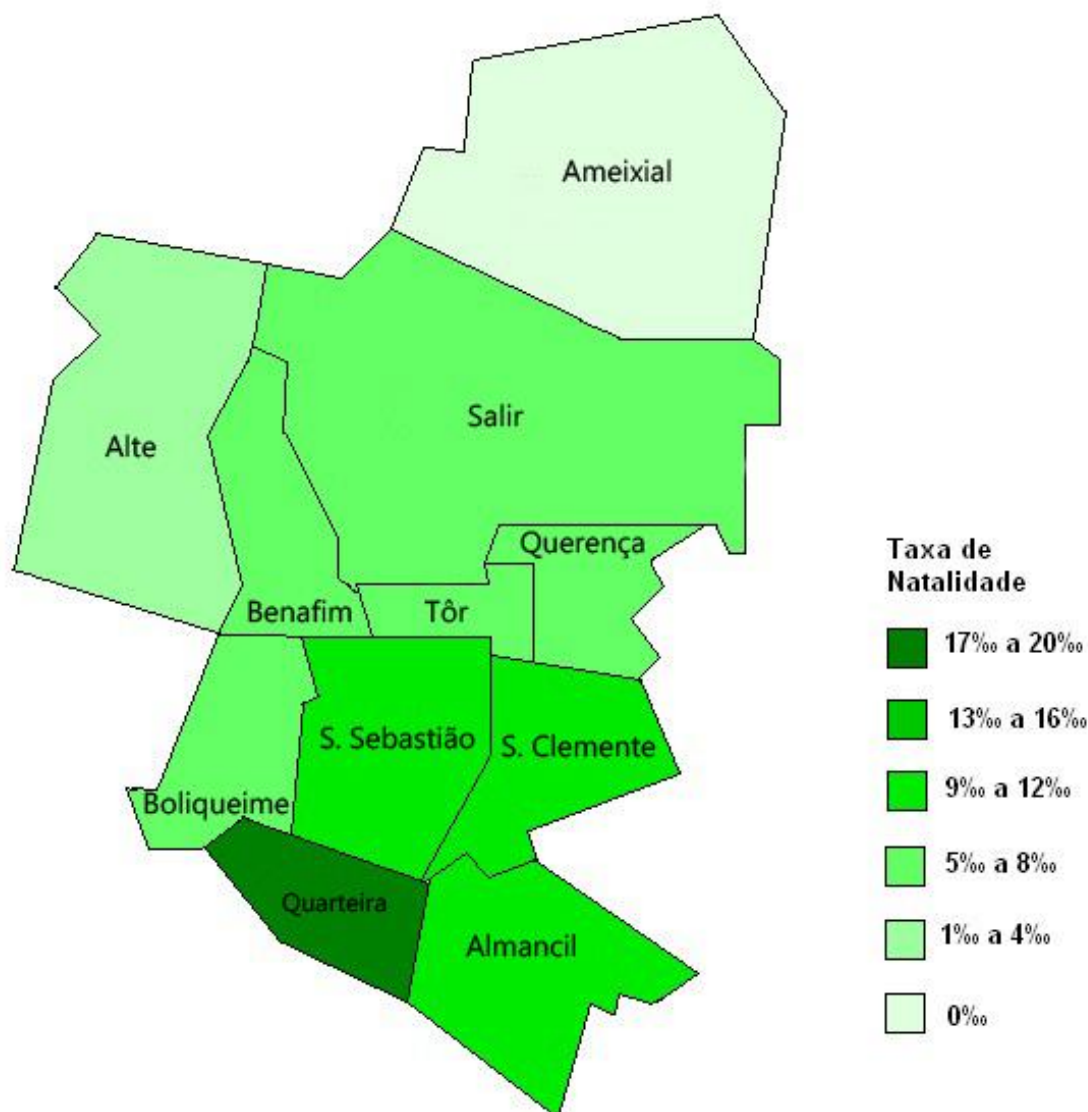 Ameixial
Salir
Alte
Querença
Benafim
Tôr
S. Sebastião
S. Clemente
Boliqueime
Quarteira
Almancil
Taxa de
Natalidade
17‰ a 20‰
13‰ a 16‰
9‰ a 12‰
5‰ a 8‰
1‰ a 4‰
0‰